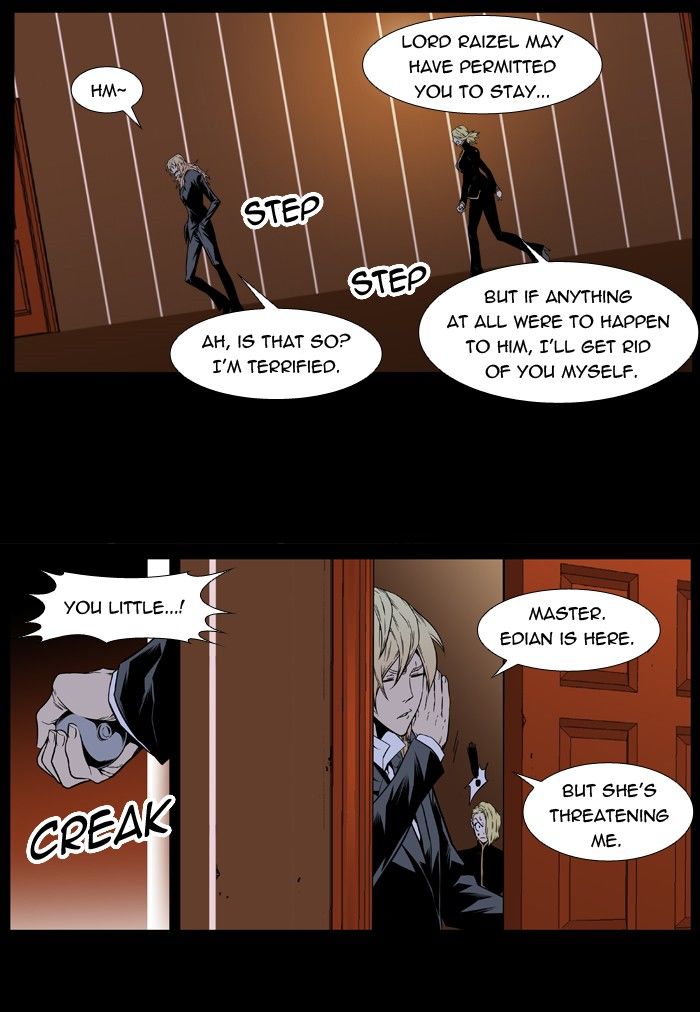 HM~
LORD RAIZEL MAY
HAVE PERMITTED
YOU TO STAY...
STEP
STEP
BUT IF ANYTHING
AT ALL WERE TO HAPPEN
TO HIM, I'LL GET RID
OF YOU MYSELF.
AH, IS THAT SO?
I'M TERRIFIED.
YOU LITTLE...!
CREAK
MASTER.
EDIAN IS HERE.
!
BUT SHE'S
THREATENING
ME.